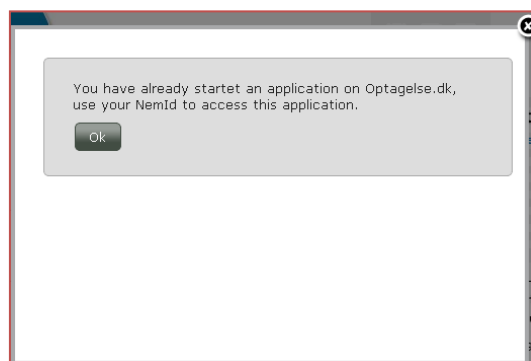 You have already startet an application on Optagelse.dk,
use your NemId to access this application.
Ok